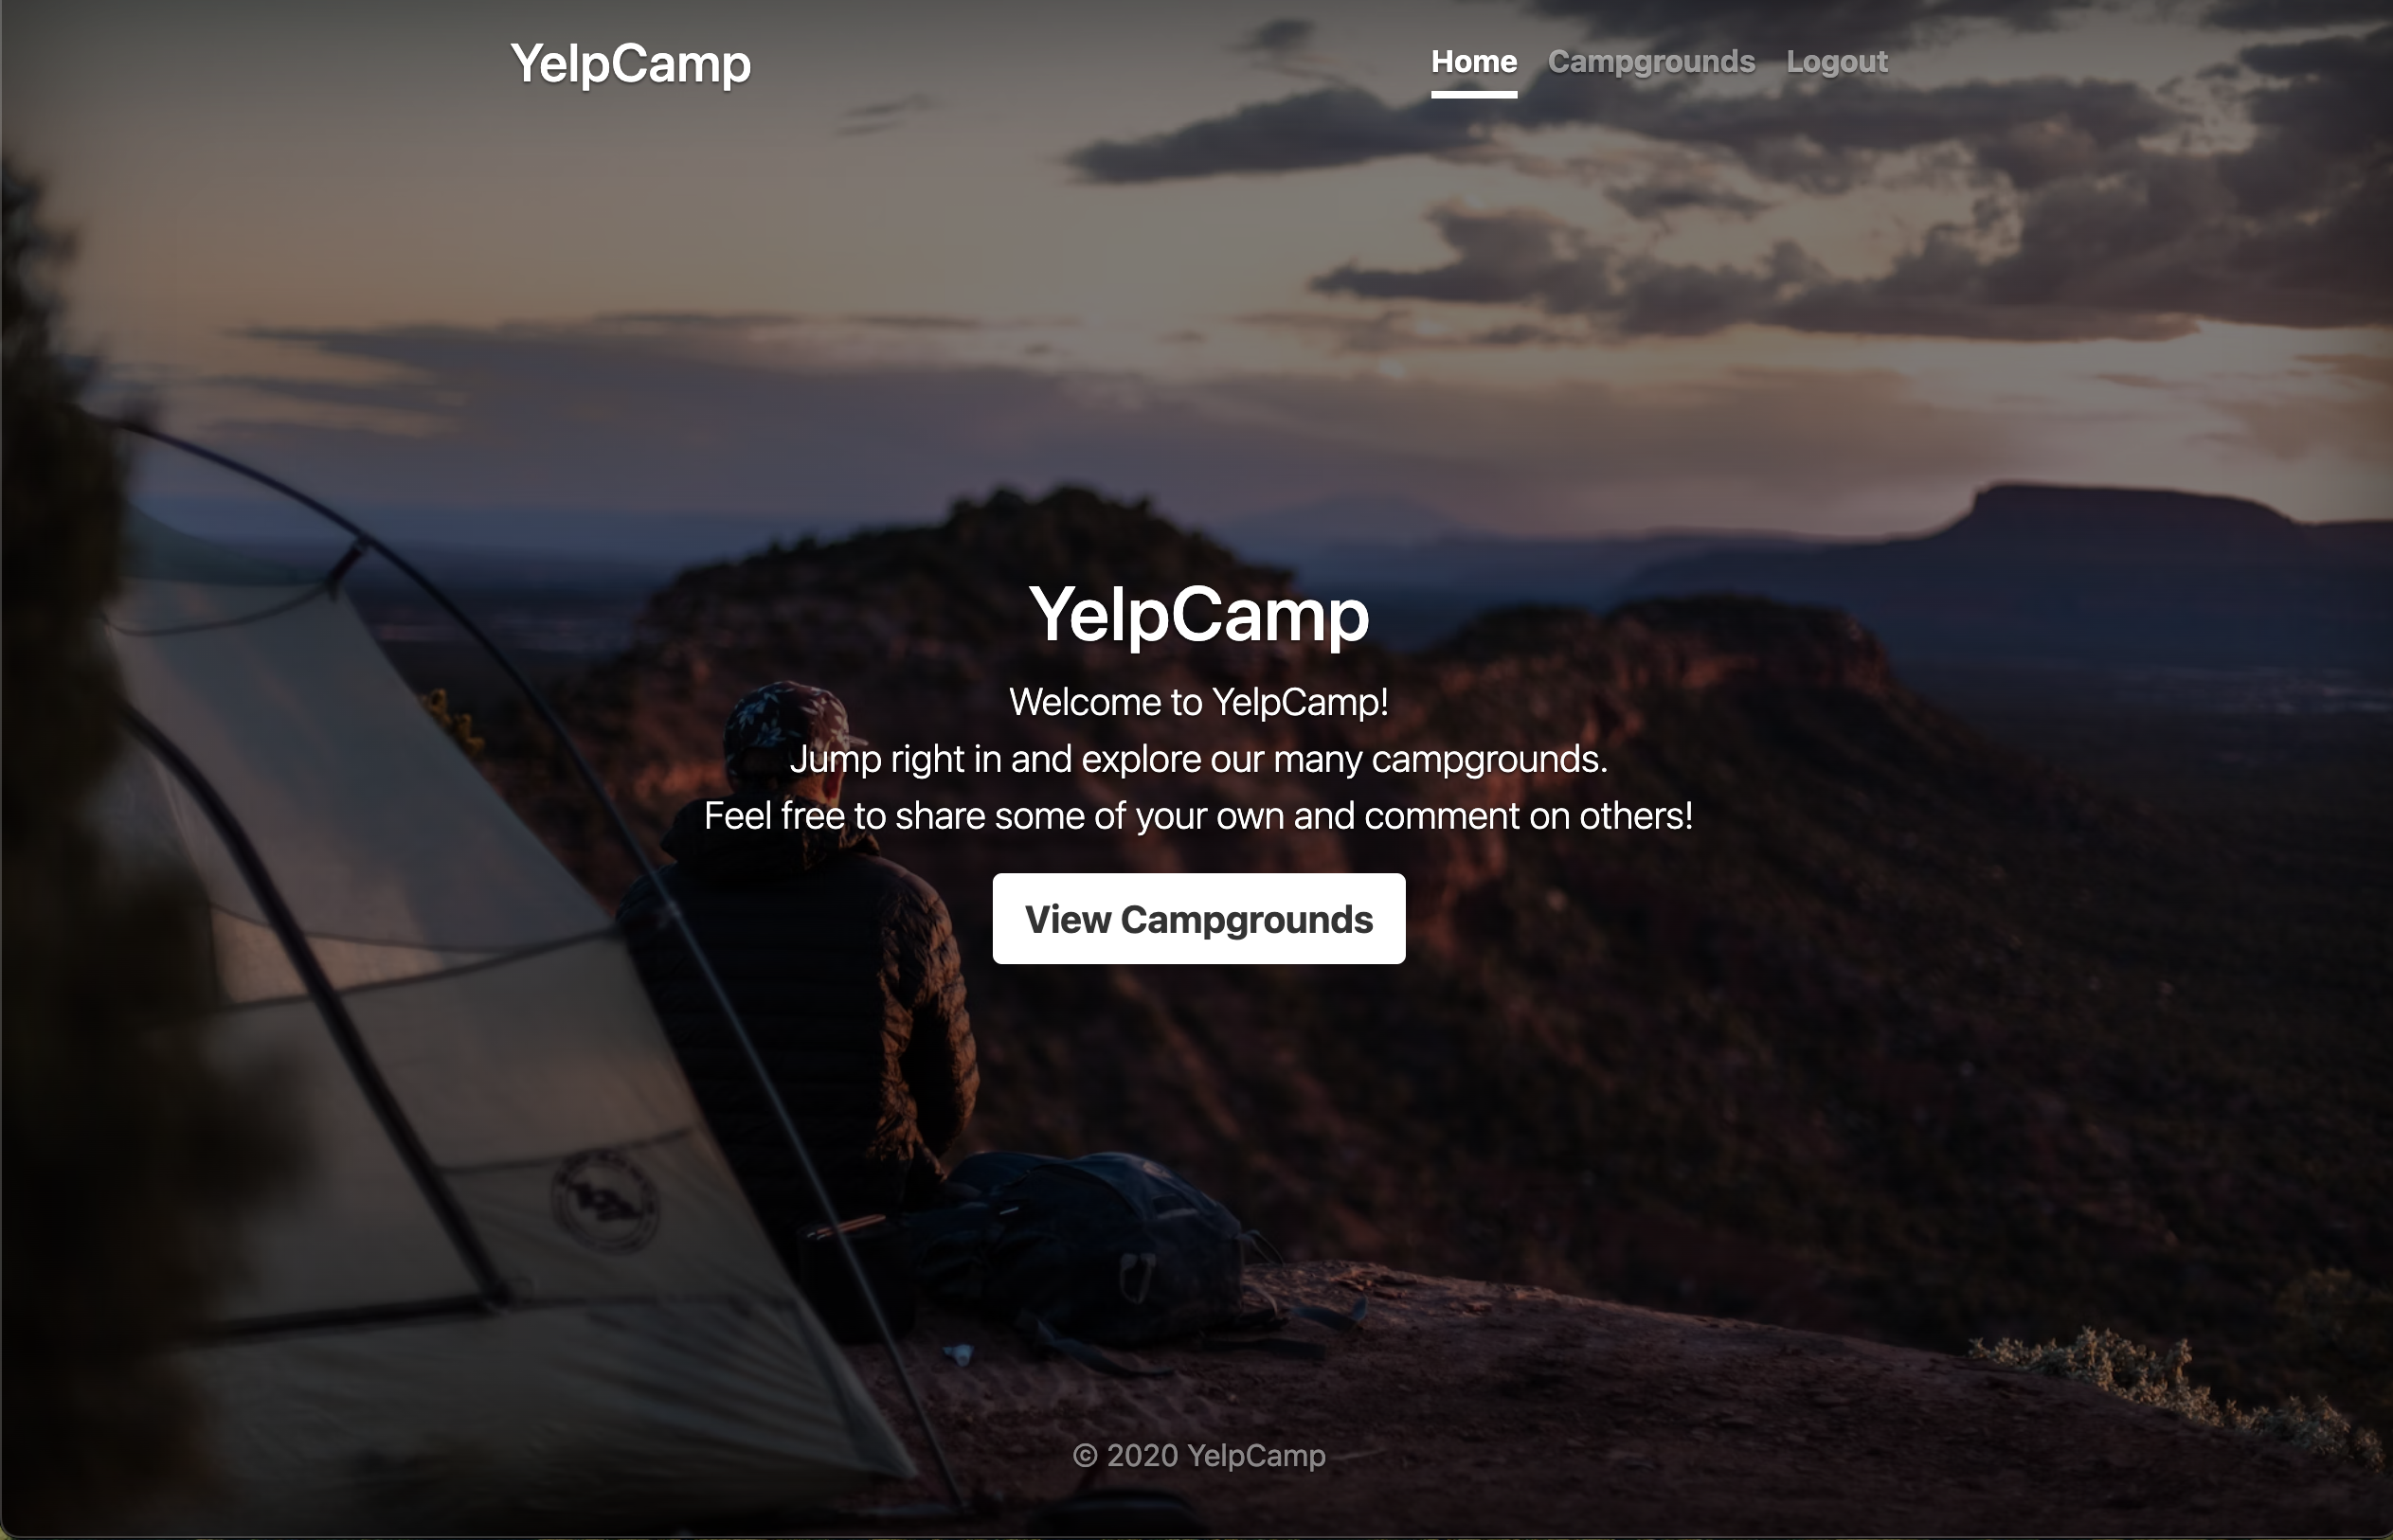 YelpCamp
Home Campgrounds Logout
YelpCamp
Welcome to YelpCamp!
Jump right in and explore our many campgrounds.
Feel free to share some of your own and comment on others!
View Campgrounds
© 2020 YelpCamp